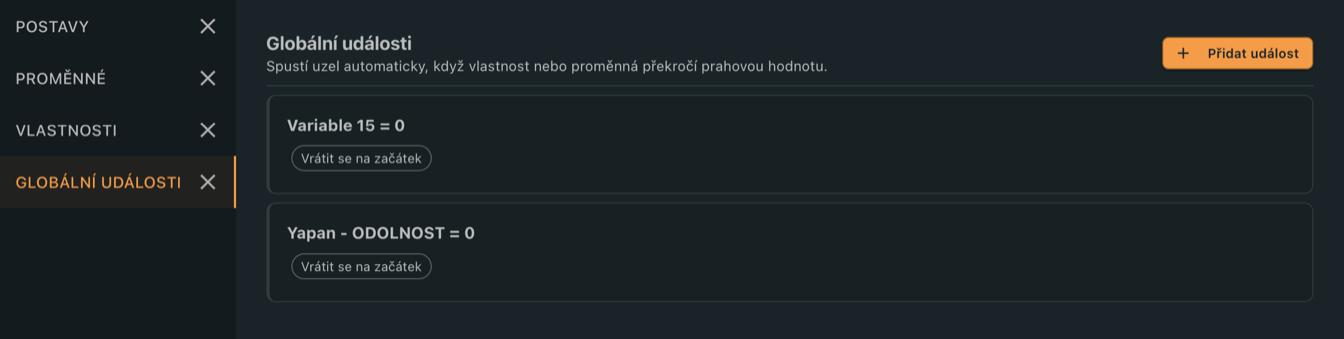 POSTAVY
PROMĚNNÉ
VLASTNOSTI
GLOBÁLNÍ UDÁLOSTI
Globální události
Spustí uzel automaticky, když vlastnost nebo proměnná překročí prahovou hodnotu.
+ Přidat událost
Variable 15 = 0
Vrátit se na začátek
Yapan - ODOLNOST = 0
Vrátit se na začátek